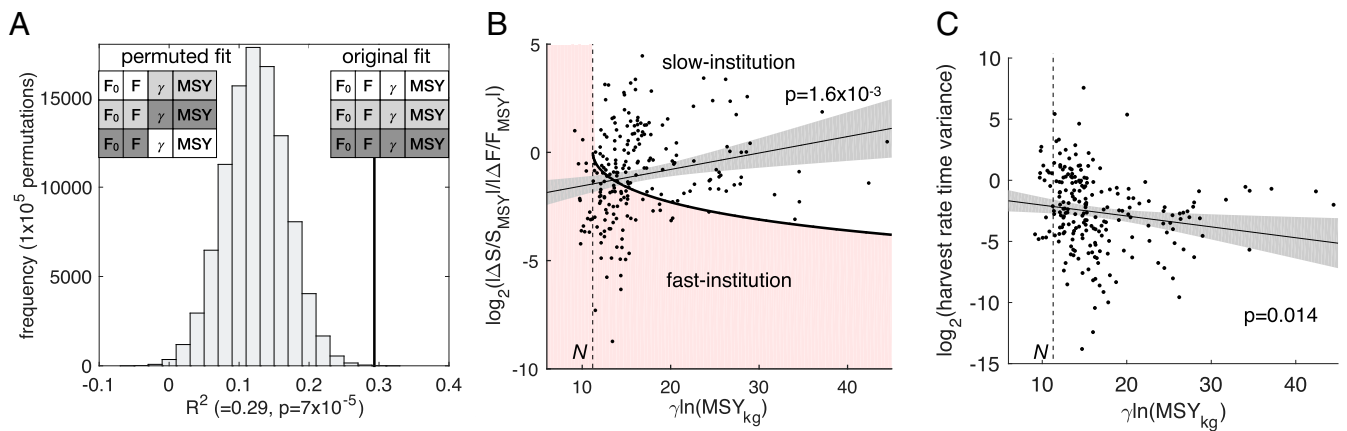 A
permuted fit
original fit
F₀ F γ MSY
F₀ F γ MSY
F₀ F γ MSY
F₀ F γ MSY
F₀ F γ MSY
F₀ F γ MSY
frequency (1x10⁵ permutations)
15000
10000
5000
0
-0.1 0 0.1 0.2 0.3 0.4
R² (=0.29, p=7x10⁻⁵)
B
log₂(|ΔS/S_MSY|/|ΔF/F_MSY|)
5
0
-5
-10
slow-institution
p=1.6x10⁻³
fast-institution
N
10 20 30 40
γln(MSY_kg)
C
log₂(harvest rate time variance)
10
5
0
-5
-10
-15
p=0.014
N
10 20 30 40
γln(MSY_kg)